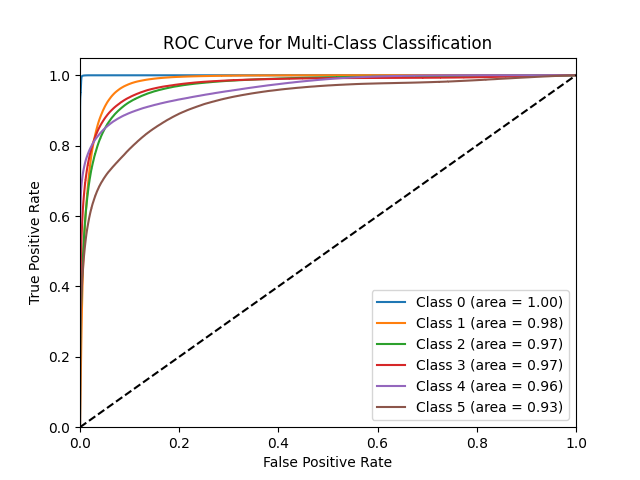 ROC Curve for Multi-Class Classification
1.0
0.8
0.6
0.4
0.2
0.0
True Positive Rate
Class 0 (area = 1.00)
Class 1 (area = 0.98)
Class 2 (area = 0.97)
Class 3 (area = 0.97)
Class 4 (area = 0.96)
Class 5 (area = 0.93)
0.0 0.2 0.4 0.6 0.8 1.0
False Positive Rate